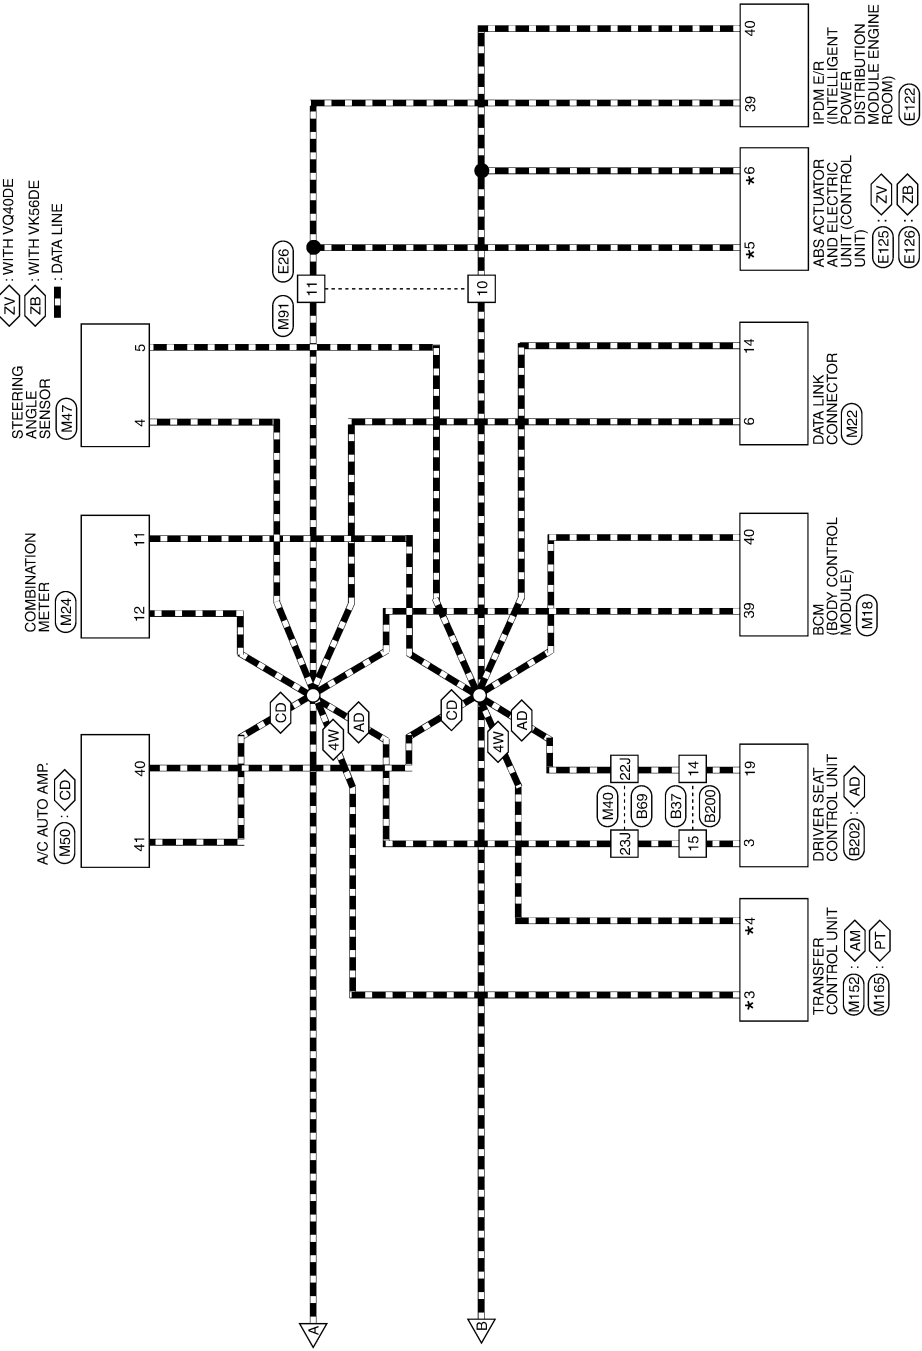 ZV : WITH VQ40DE
ZB : WITH VK56DE
: DATA LINE
A/C AUTO AMP.
M50 : CD
41
40
COMBINATION
METER
M24
12
11
STEERING
ANGLE
SENSOR
M47
4
5
A
B
CD
4W
AD
CD
4W
AD
M91
E26
11
10
M40
B69
23J
22J
B37
B200
15
14
*3
*4
TRANSFER
CONTROL UNIT
M152 : AM
M165 : PT
3
19
DRIVER SEAT
CONTROL UNIT
B202 : AD
39
40
BCM
(BODY CONTROL
MODULE)
M18
6
14
DATA LINK
CONNECTOR
M22
*5
*6
ABS ACTUATOR
AND ELECTRIC
UNIT (CONTROL
UNIT)
E125 : ZV
E126 : ZB
39
40
IPDM E/R
(INTELLIGENT
POWER
DISTRIBUTION
MODULE ENGINE
ROOM)
E122